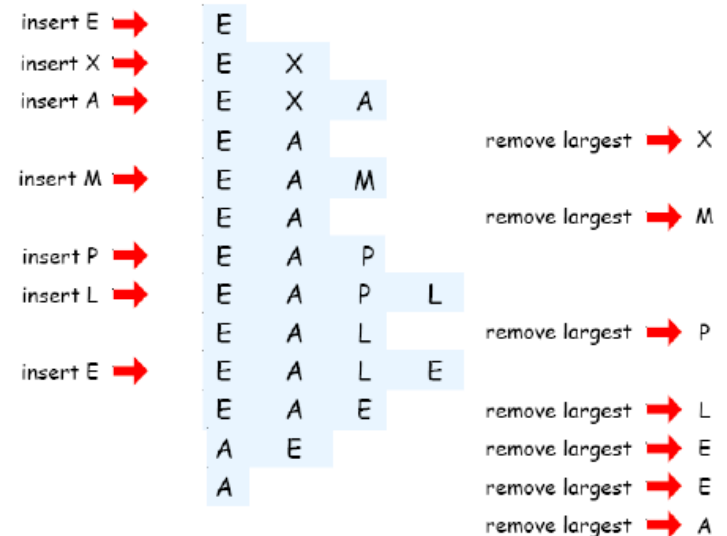 insert E E
insert X E X
insert A E X A
E A remove largest X
insert M E A M
E A remove largest M
insert P E A P
insert L E A P L
E A L remove largest P
insert E E A L E
E A E remove largest L
A E remove largest E
A remove largest E
remove largest A